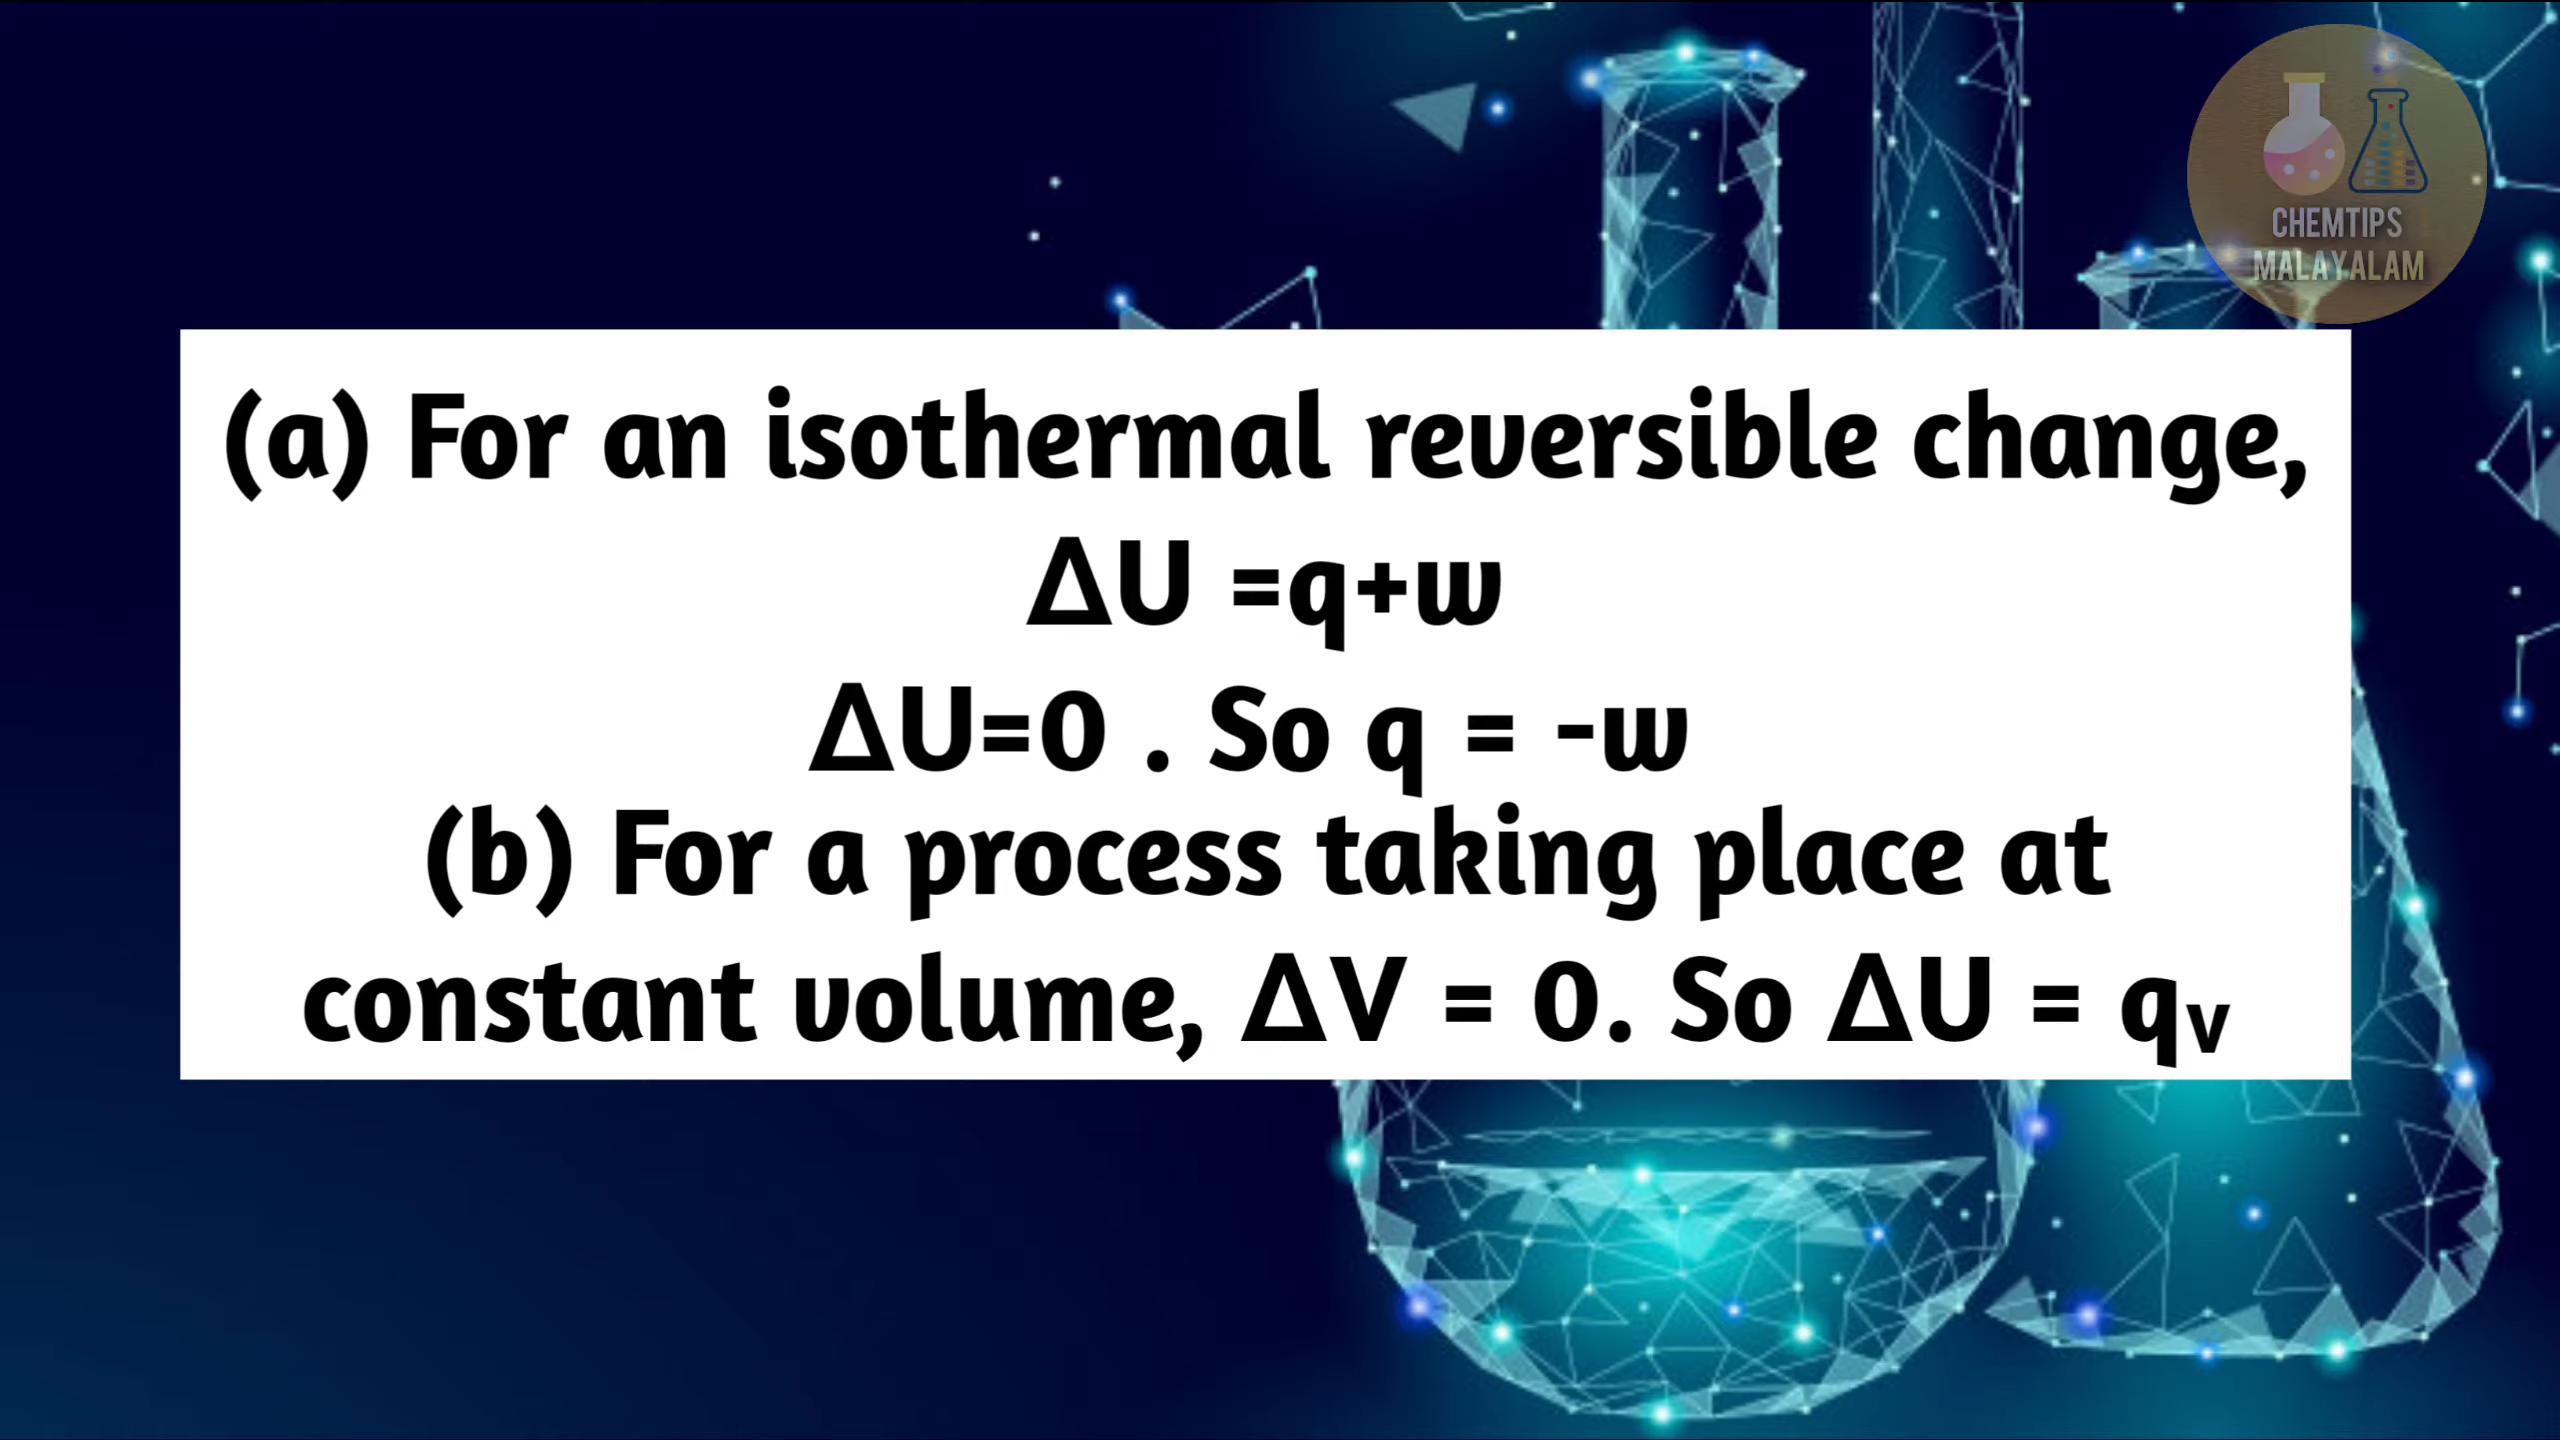 CHEMTIPS
MALAYALAM
(a) For an isothermal reversible change,
ΔU =q+w
ΔU=0 . So q = -w
(b) For a process taking place at
constant volume, ΔV = 0. So ΔU = qᵥ